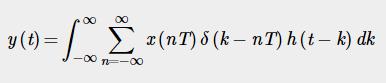 y(t) = ∫_{-∞}^{∞} ∑_{n=-∞}^{∞} x(nT) δ(k − nT) h(t − k) dk